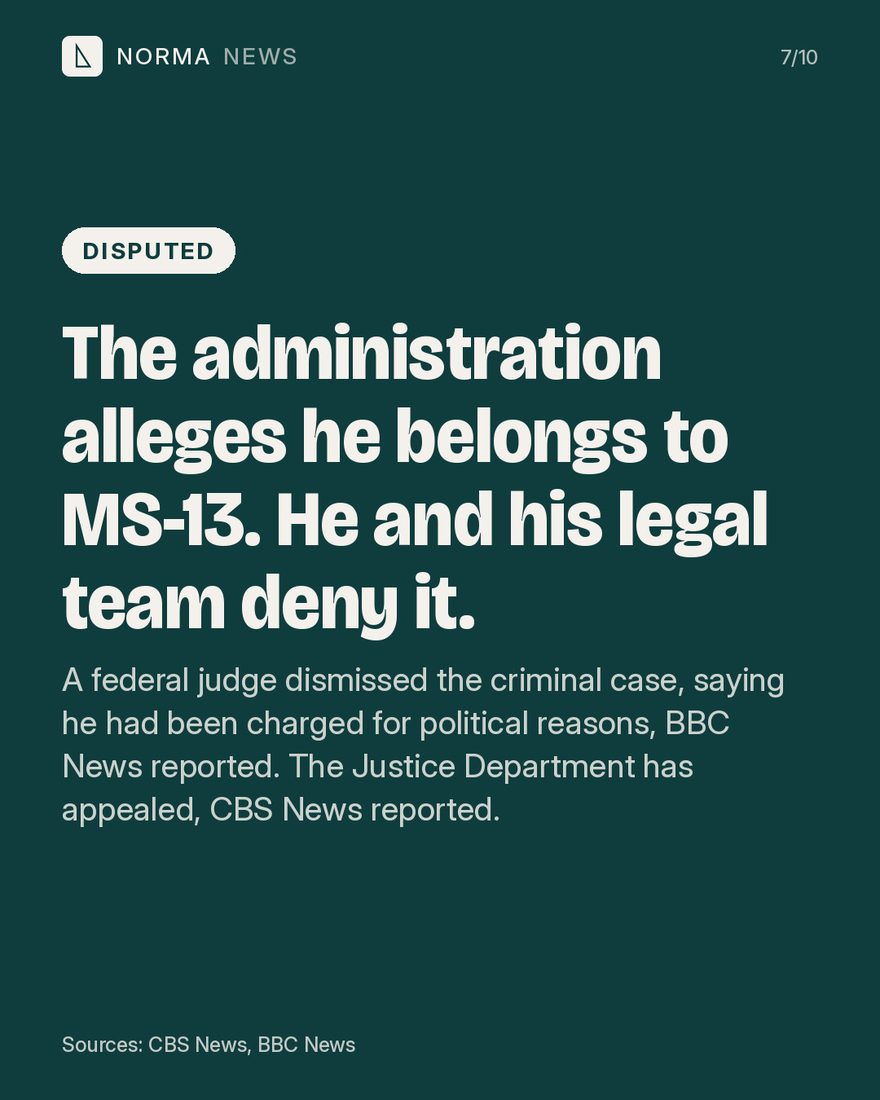 NORMA NEWS
7/10
DISPUTED
The administration
alleges he belongs to
MS-13. He and his legal
team deny it.
A federal judge dismissed the criminal case, saying
he had been charged for political reasons, BBC
News reported. The Justice Department has
appealed, CBS News reported.
Sources: CBS News, BBC News